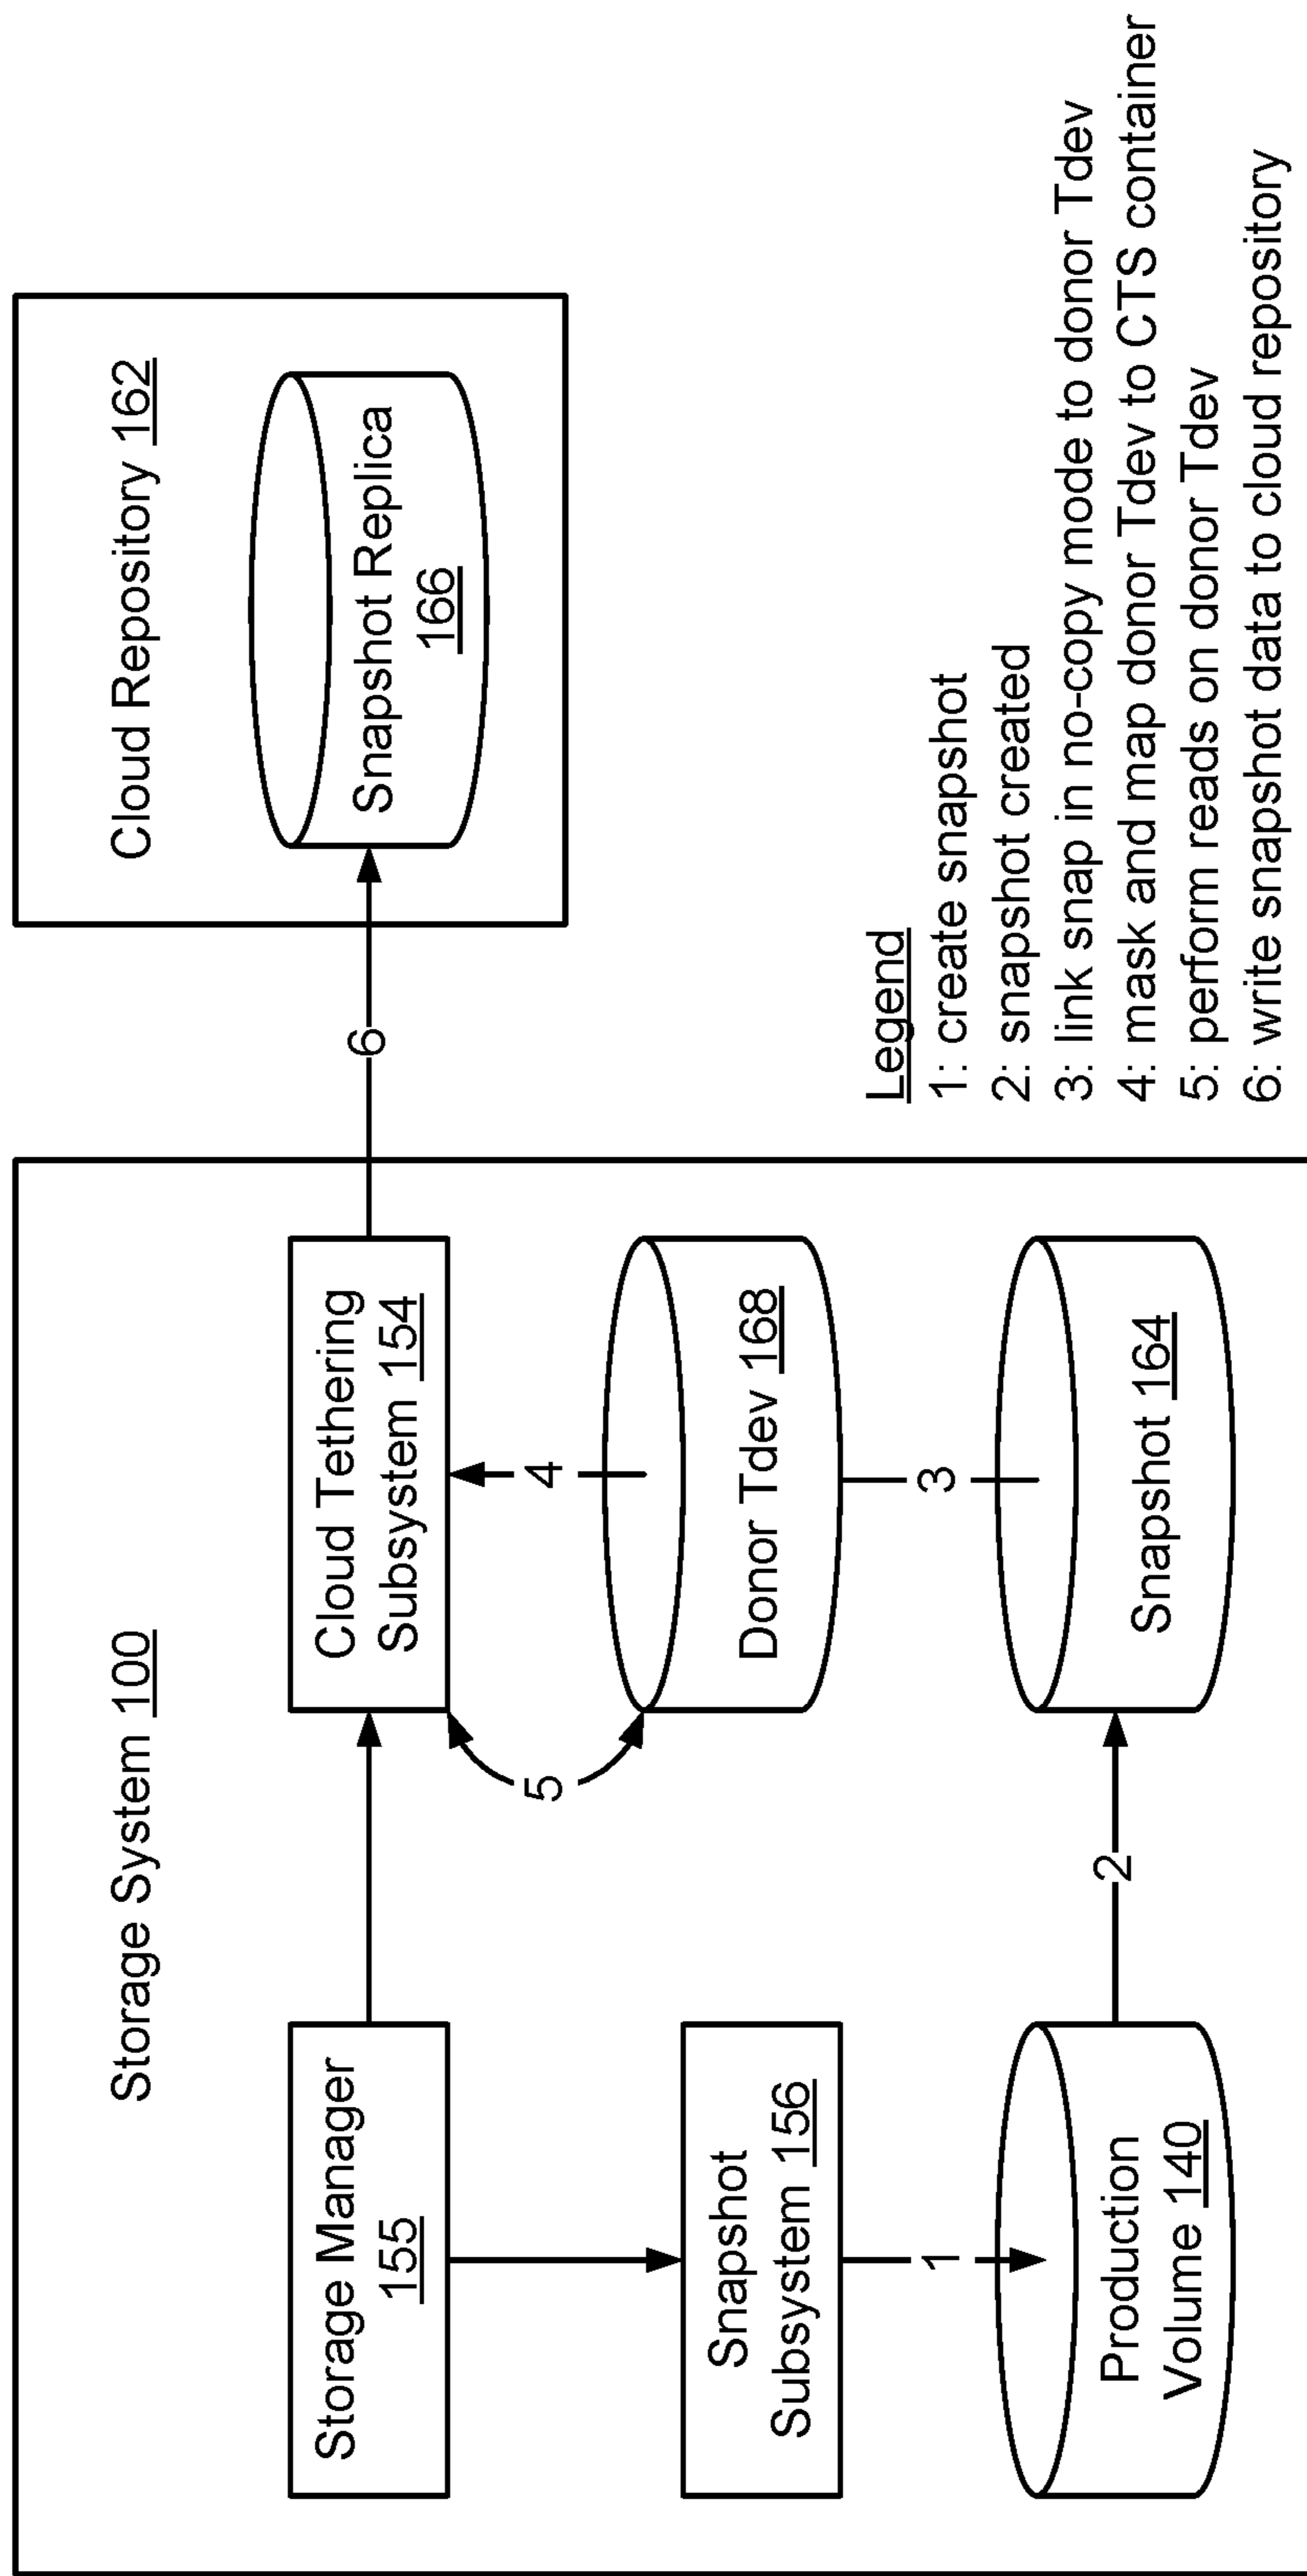 Storage System 100
Storage Manager
155
Cloud Tethering
Subsystem 154
6
Cloud Repository 162
Snapshot Replica
166
5
4
Snapshot
Subsystem 156
Donor Tdev 168
1
3
Production
Volume 140
2
Snapshot 164
Legend
1: create snapshot
2: snapshot created
3: link snap in no-copy mode to donor Tdev
4: mask and map donor Tdev to CTS container
5: perform reads on donor Tdev
6: write snapshot data to cloud repository